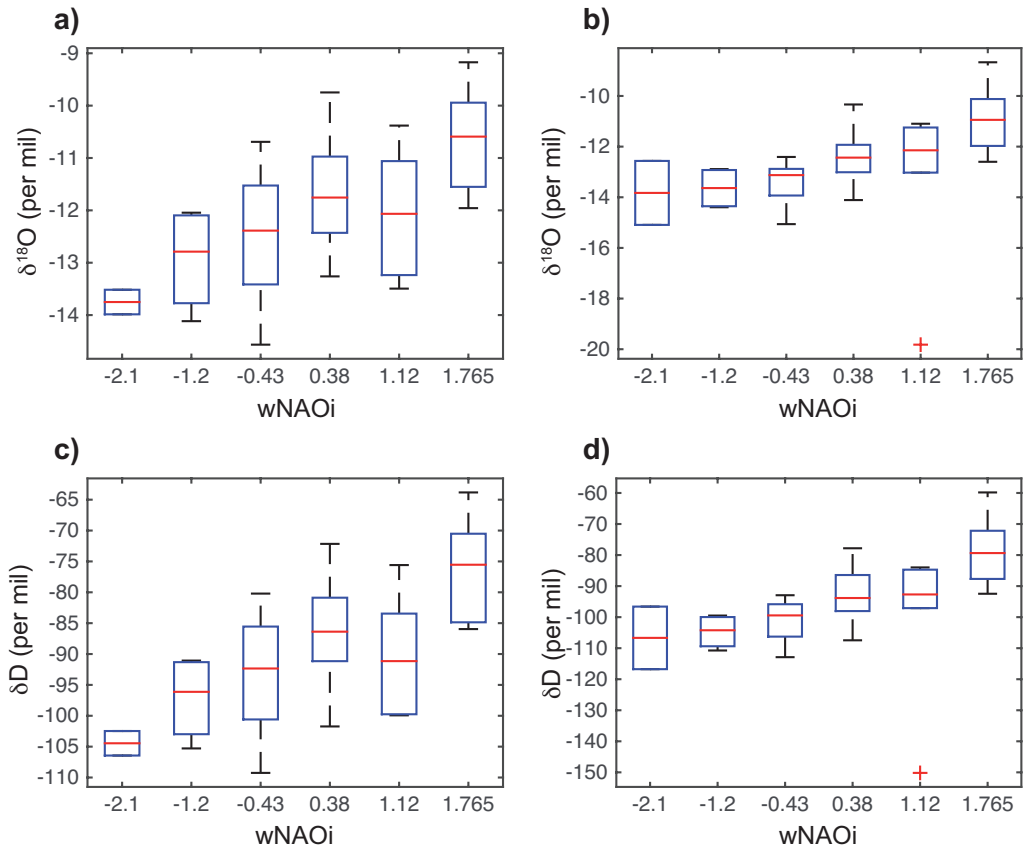 a)
δ¹⁸O (per mil)
-9
-10
-11
-12
-13
-14
-2.1 -1.2 -0.43 0.38 1.12 1.765
wNAOi
b)
δ¹⁸O (per mil)
-10
-12
-14
-16
-18
-20
-2.1 -1.2 -0.43 0.38 1.12 1.765
wNAOi
c)
δD (per mil)
-65
-70
-75
-80
-85
-90
-95
-100
-105
-110
-2.1 -1.2 -0.43 0.38 1.12 1.765
wNAOi
d)
δD (per mil)
-60
-70
-80
-90
-100
-110
-120
-130
-140
-150
-2.1 -1.2 -0.43 0.38 1.12 1.765
wNAOi